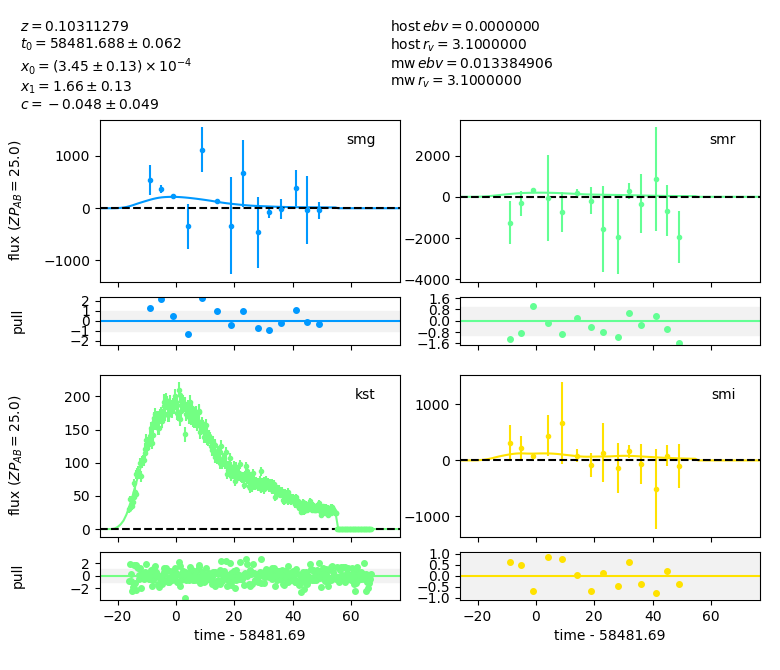 z = 0.10311279
t₀ = 58481.688 ± 0.062
x₀ = (3.45 ± 0.13) × 10⁻⁴
x₁ = 1.66 ± 0.13
c = −0.048 ± 0.049
host ebv = 0.0000000
host rᵥ = 3.1000000
mw ebv = 0.013384906
mw rᵥ = 3.1000000
smg
flux (ZP_AB = 25.0)
1000
0
−1000
smr
2000
0
−2000
−4000
pull
2
1
0
−1
−2
1.6
0.8
0.0
−0.8
−1.6
kst
flux (ZP_AB = 25.0)
200
150
100
50
0
smi
1000
0
−1000
pull
2
0
−2
1.0
0.5
0.0
−0.5
−1.0
−20 0 20 40 60
time - 58481.69
−20 0 20 40 60
time - 58481.69